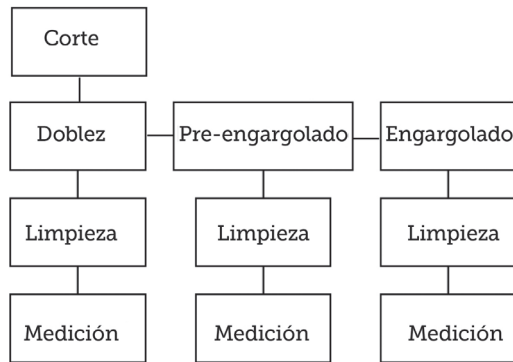 Corte
Doblez
Pre-engargolado
Engargolado
Limpieza
Limpieza
Limpieza
Medición
Medición
Medición